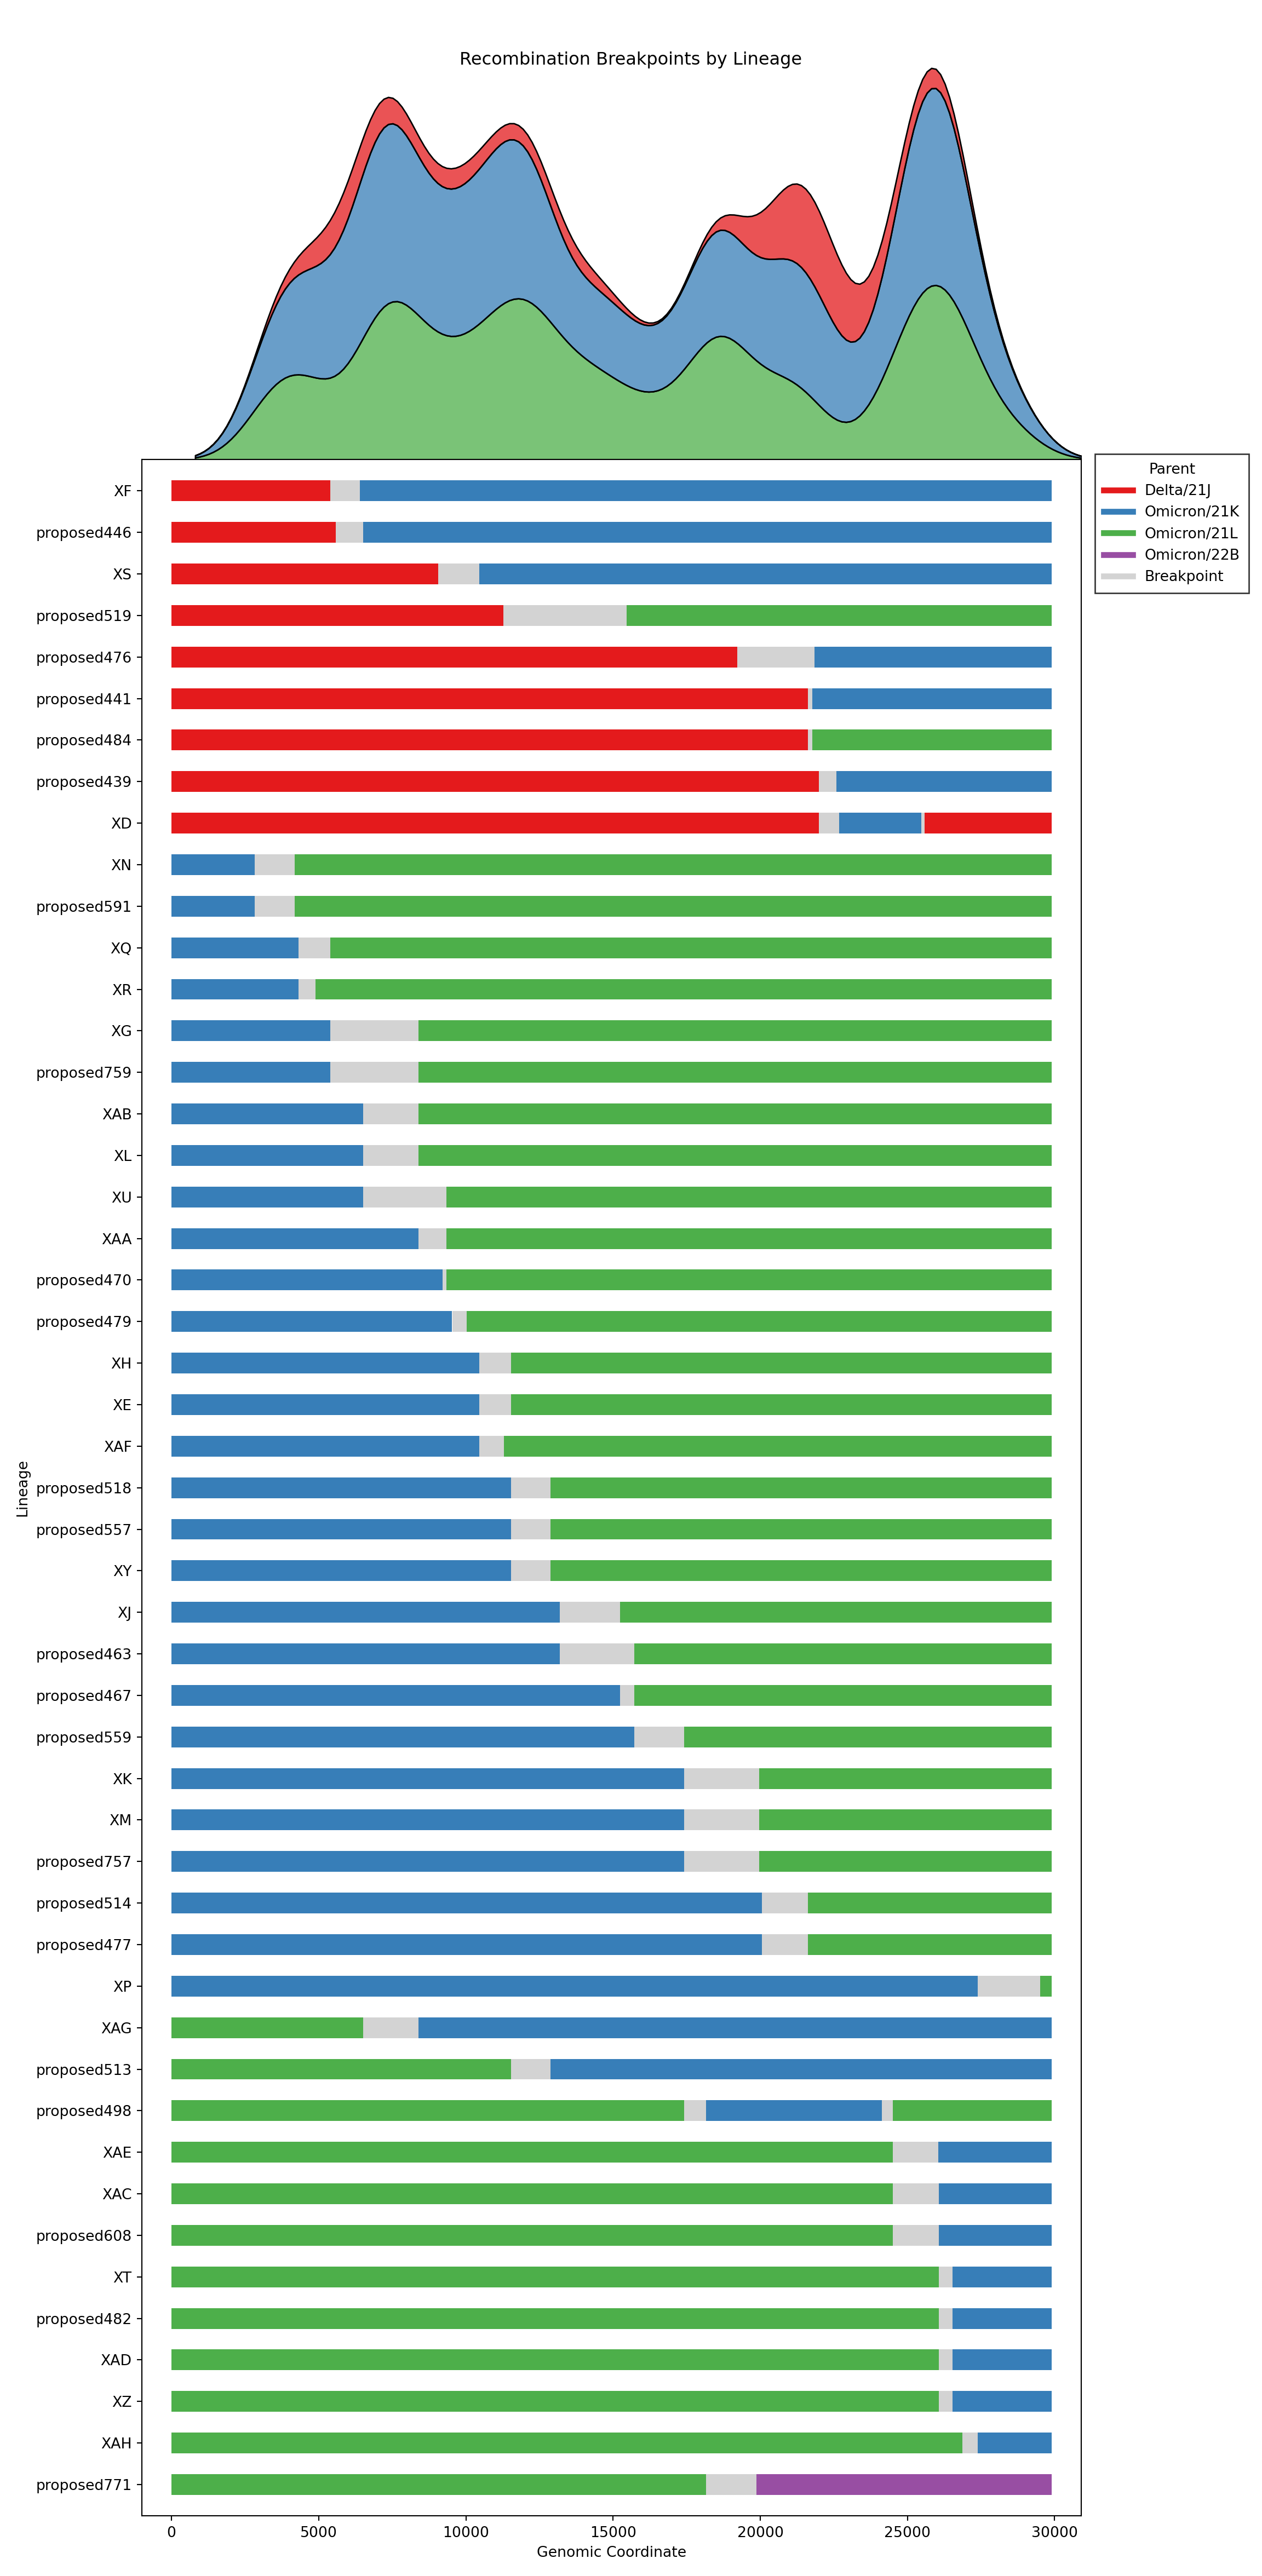 Recombination Breakpoints by Lineage
Parent
Delta/21J
Omicron/21K
Omicron/21L
Omicron/22B
Breakpoint
XF
proposed446
XS
proposed519
proposed476
proposed441
proposed484
proposed439
XD
XN
proposed591
XQ
XR
XG
proposed759
XAB
XL
XU
XAA
proposed470
proposed479
XH
XE
XAF
proposed518
proposed557
XY
XJ
proposed463
proposed467
proposed559
XK
XM
proposed757
proposed514
proposed477
XP
XAG
proposed513
proposed498
XAE
XAC
proposed608
XT
proposed482
XAD
XZ
XAH
proposed771
Lineage
0 5000 10000 15000 20000 25000 30000
Genomic Coordinate